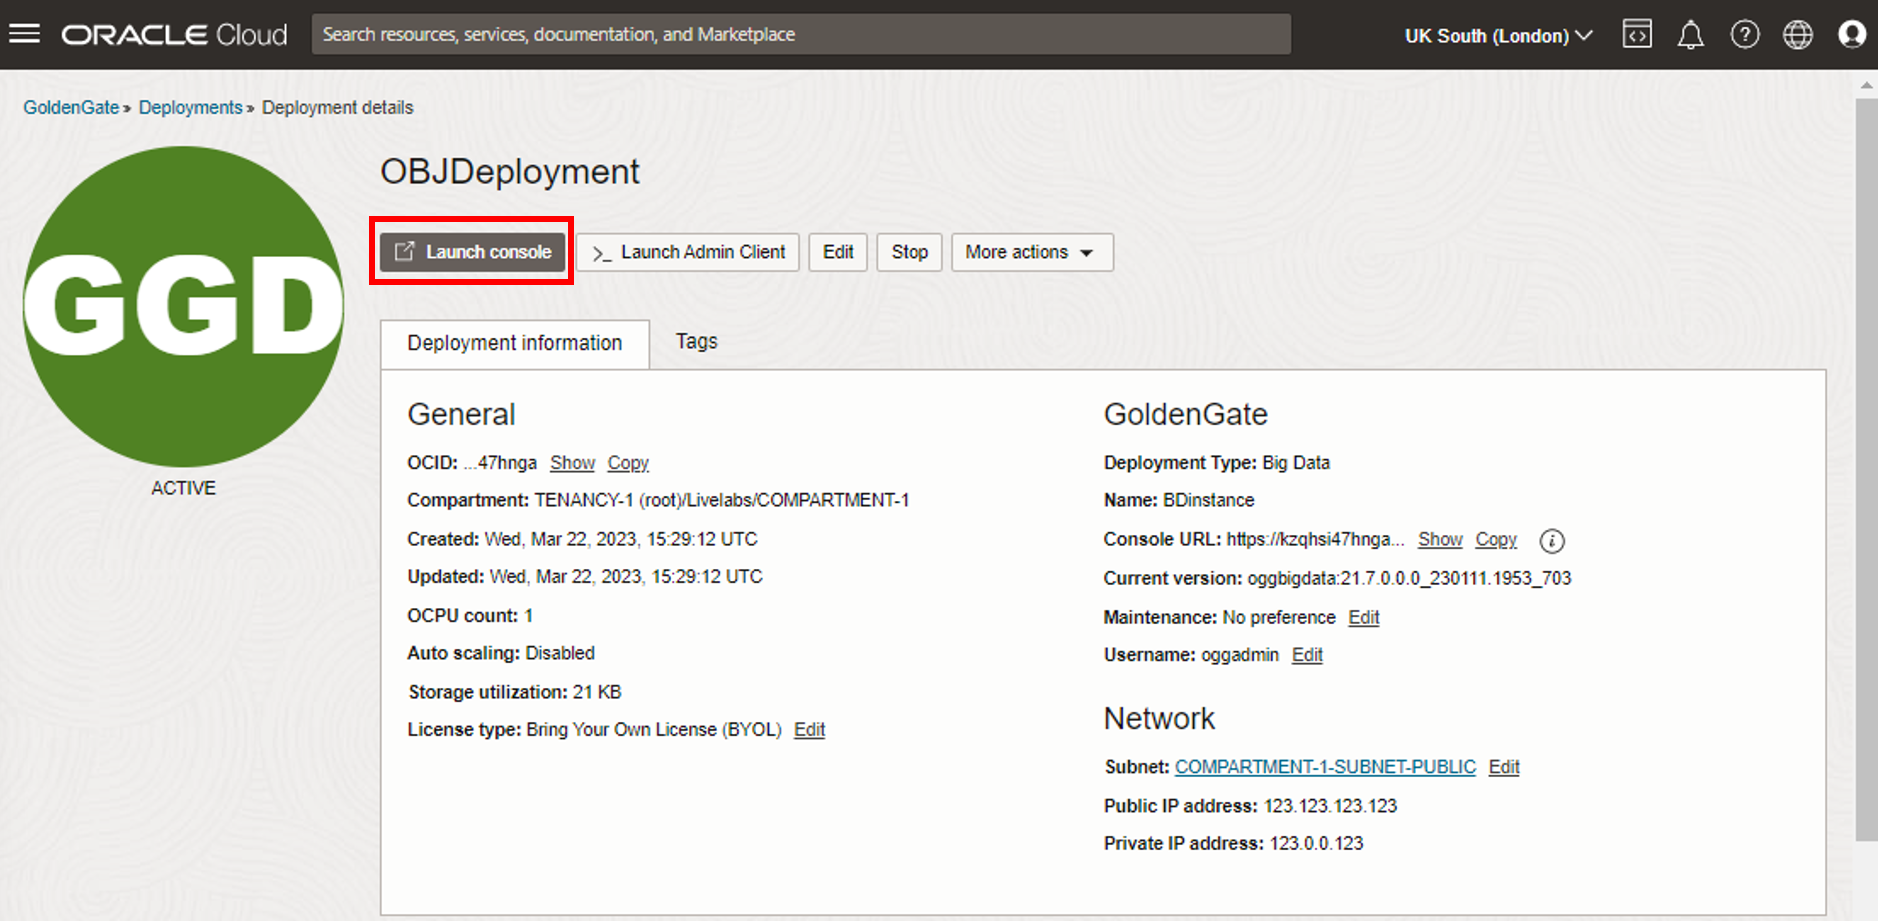 ORACLE Cloud
Search resources, services, documentation, and Marketplace
UK South (London)
GoldenGate » Deployments » Deployment details
GGD
ACTIVE
OBJDeployment
Launch console
>_ Launch Admin Client
Edit
Stop
More actions
Deployment information
Tags
General
OCID: ...47hnga Show Copy
Compartment: TENANCY-1 (root)/Livelabs/COMPARTMENT-1
Created: Wed, Mar 22, 2023, 15:29:12 UTC
Updated: Wed, Mar 22, 2023, 15:29:12 UTC
OCPU count: 1
Auto scaling: Disabled
Storage utilization: 21 KB
License type: Bring Your Own License (BYOL) Edit
GoldenGate
Deployment Type: Big Data
Name: BDinstance
Console URL: https://kzqhsi47hnga... Show Copy i
Current version: oggbigdata:21.7.0.0.0_230111.1953_703
Maintenance: No preference Edit
Username: oggadmin Edit
Network
Subnet: COMPARTMENT-1-SUBNET-PUBLIC Edit
Public IP address: 123.123.123.123
Private IP address: 123.0.0.123